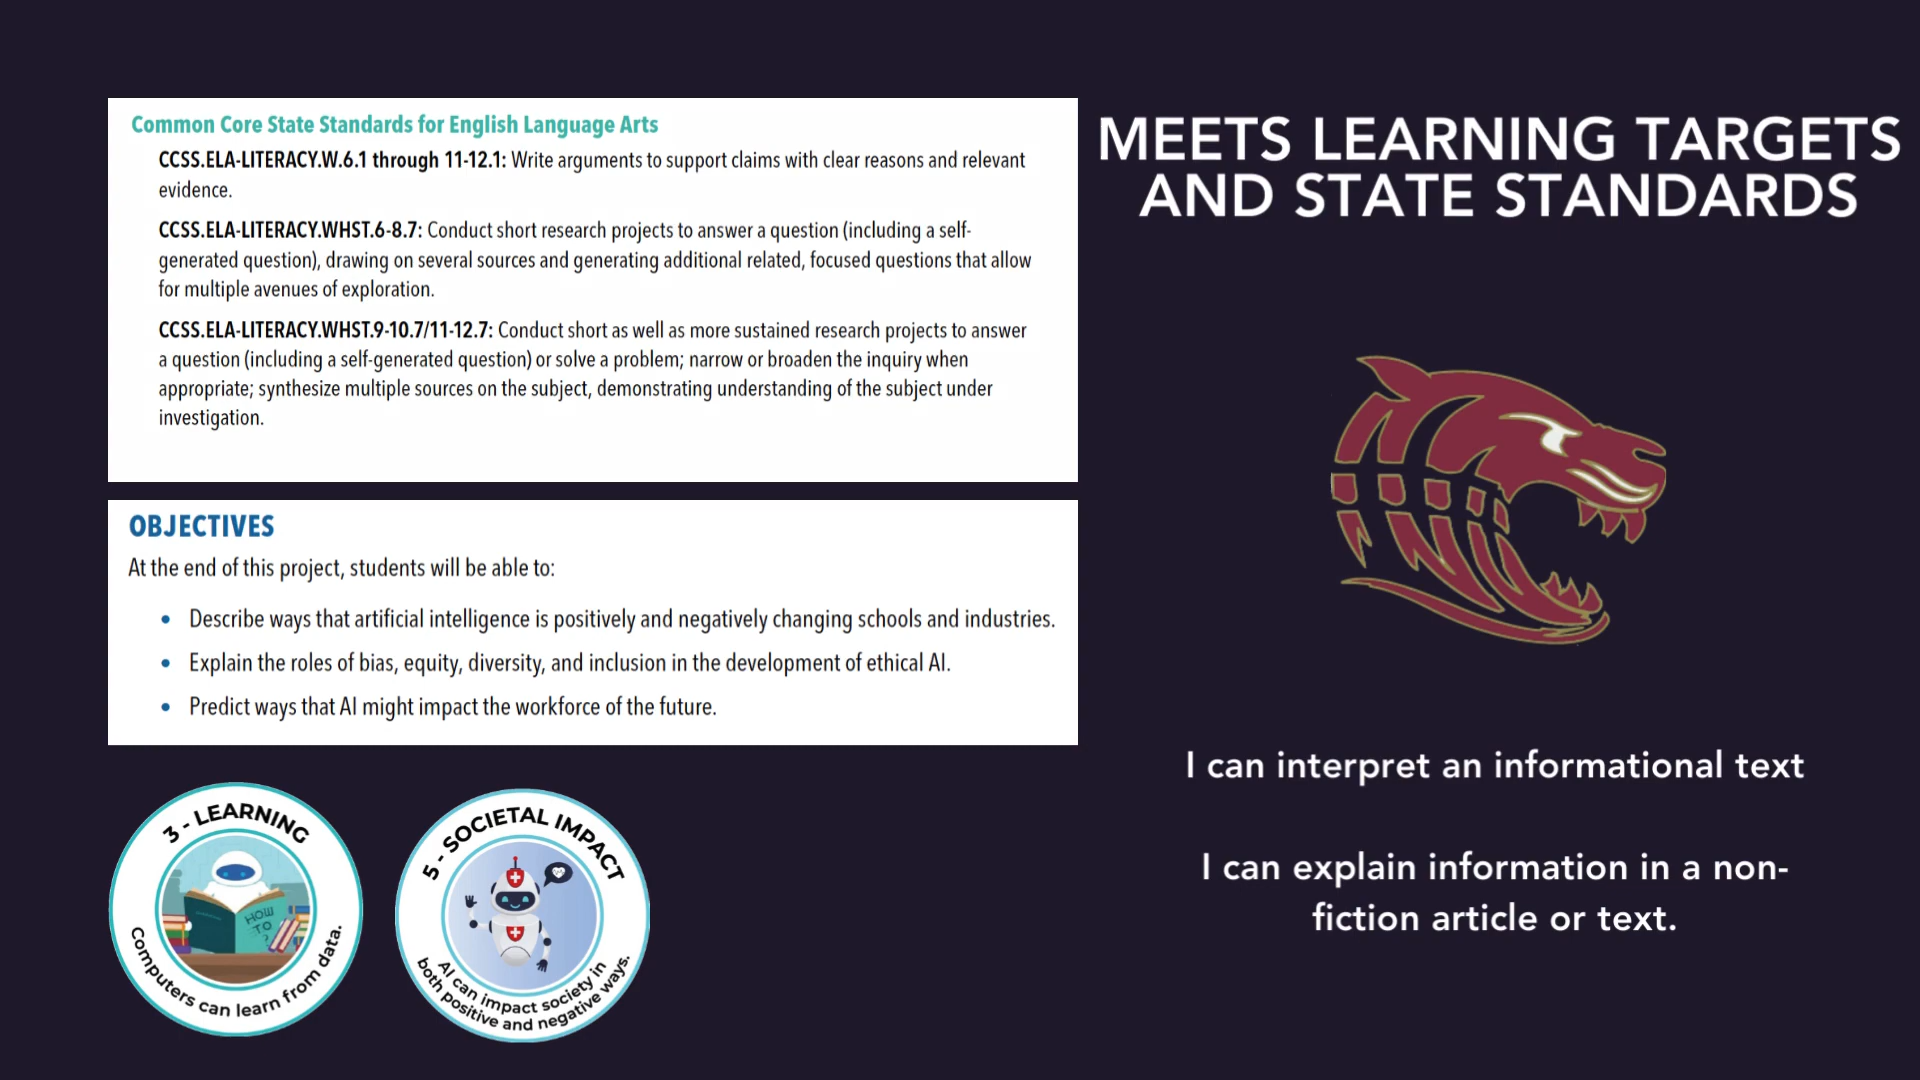 Common Core State Standards for English Language Arts
CCSS.ELA-LITERACY.W.6.1 through 11-12.1: Write arguments to support claims with clear reasons and relevant
evidence.
CCSS.ELA-LITERACY.WHST.6-8.7: Conduct short research projects to answer a question (including a self-
generated question), drawing on several sources and generating additional related, focused questions that allow
for multiple avenues of exploration.
CCSS.ELA-LITERACY.WHST.9-10.7/11-12.7: Conduct short as well as more sustained research projects to answer
a question (including a self-generated question) or solve a problem; narrow or broaden the inquiry when
appropriate; synthesize multiple sources on the subject, demonstrating understanding of the subject under
investigation.
OBJECTIVES
At the end of this project, students will be able to:
• Describe ways that artificial intelligence is positively and negatively changing schools and industries.
• Explain the roles of bias, equity, diversity, and inclusion in the development of ethical AI.
• Predict ways that AI might impact the workforce of the future.
3 - LEARNING
HOW
TO
?
Computers can learn from data.
5 - SOCIETAL IMPACT
AI can impact society in
both positive and negative ways.
MEETS LEARNING TARGETS
AND STATE STANDARDS
I can interpret an informational text
I can explain information in a non-
fiction article or text.